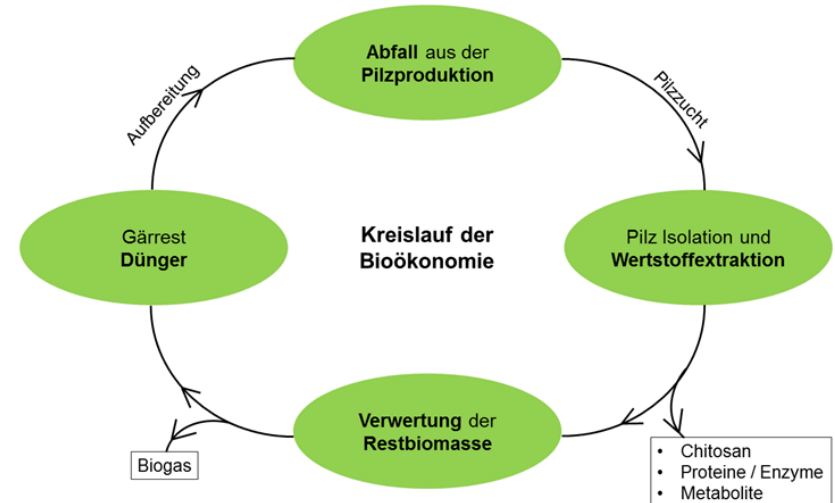 Abfall aus der
Pilzproduktion
Aufbereitung
Pilzzucht
Gärrest
Dünger
Kreislauf der
Bioökonomie
Pilz Isolation und
Wertstoffextraktion
Verwertung der
Restbiomasse
Biogas
• Chitosan
• Proteine / Enzyme
• Metabolite